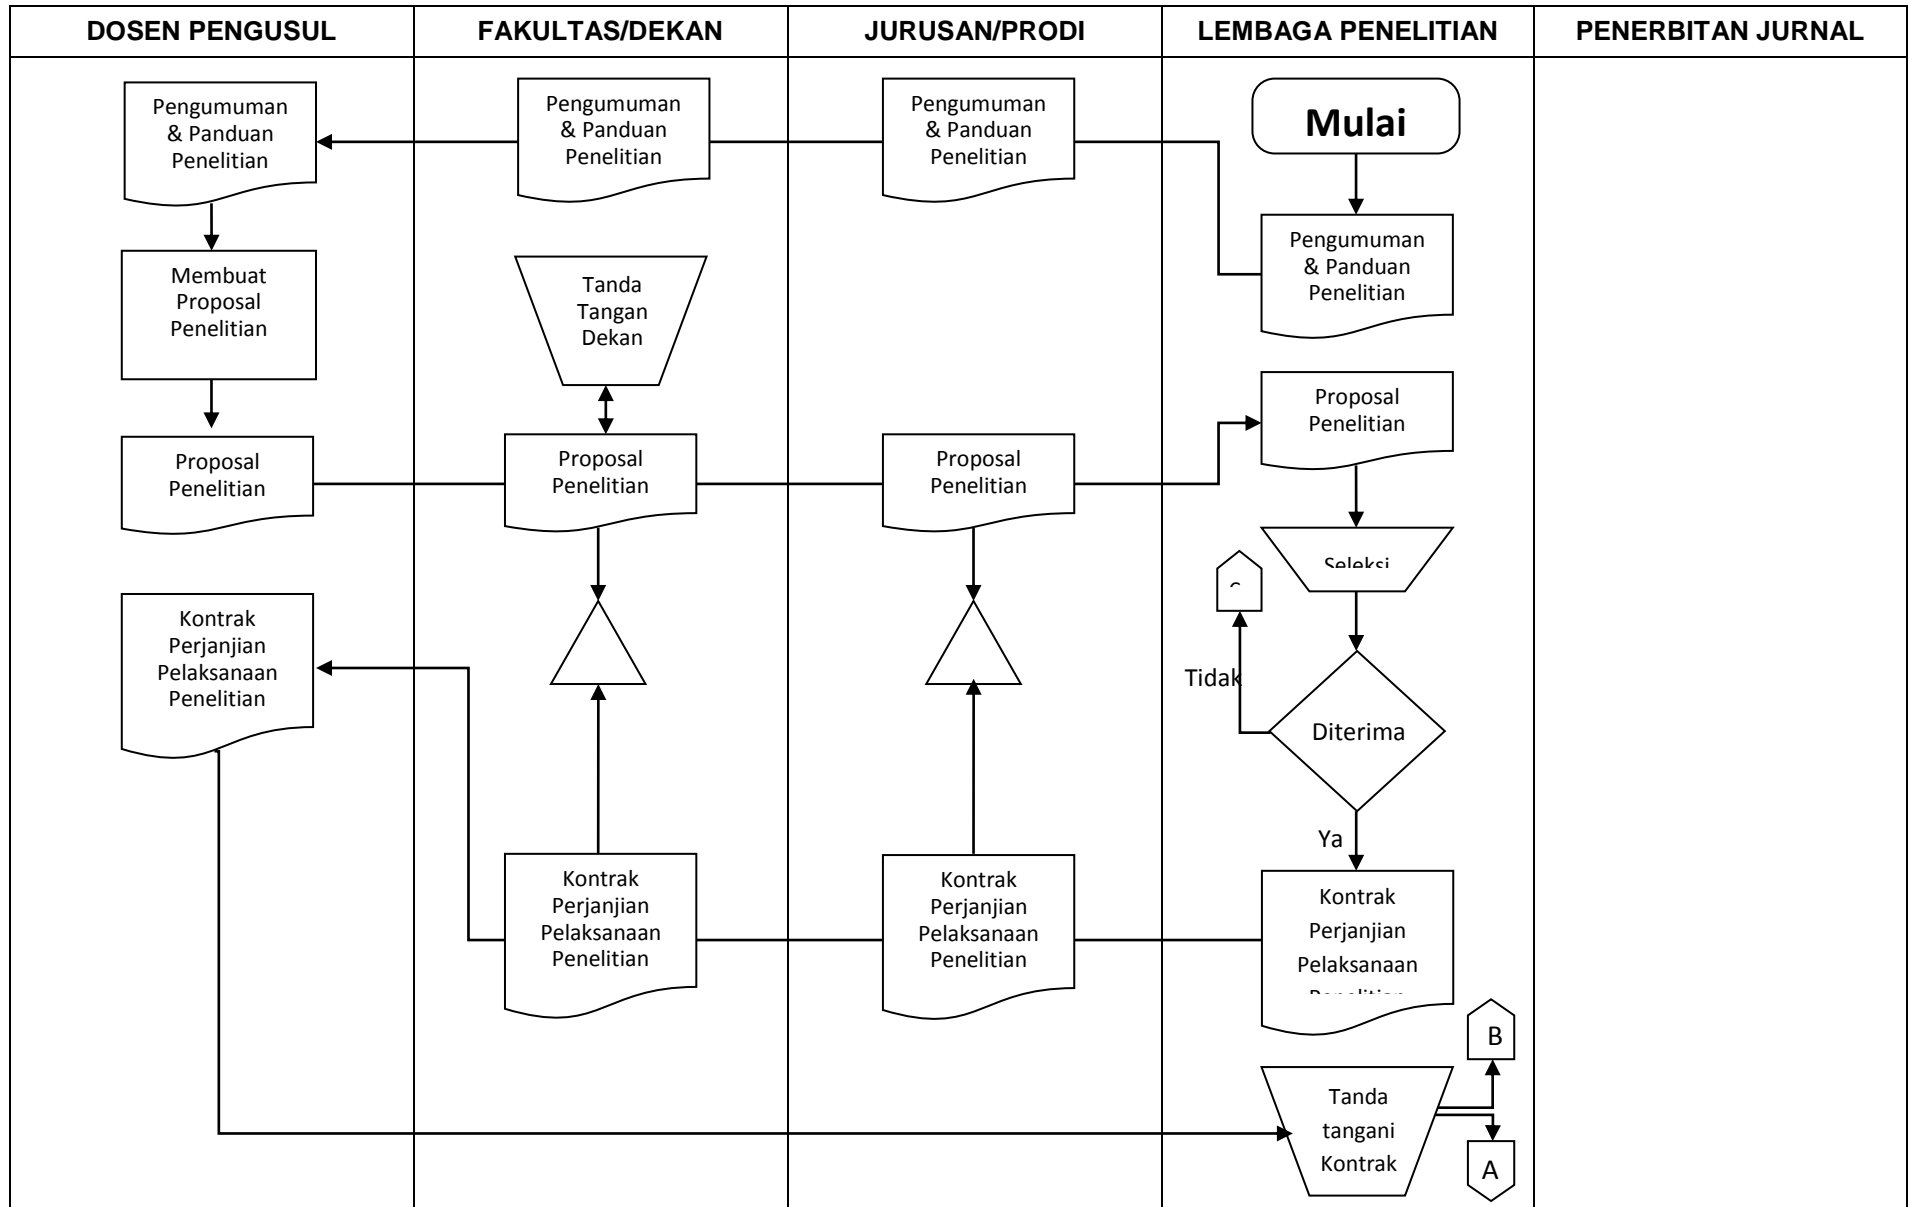 DOSEN PENGUSUL
FAKULTAS/DEKAN
JURUSAN/PRODI
LEMBAGA PENELITIAN
PENERBITAN JURNAL
Pengumuman
& Panduan
Penelitian
Pengumuman
& Panduan
Penelitian
Pengumuman
& Panduan
Penelitian
Mulai
Pengumuman
& Panduan
Penelitian
Membuat
Proposal
Penelitian
Tanda
Tangan
Dekan
Proposal
Penelitian
Proposal
Penelitian
Proposal
Penelitian
Proposal
Penelitian
Seleksi
Tidak
Diterima
Ya
Kontrak
Perjanjian
Pelaksanaan
Penelitian
Kontrak
Perjanjian
Pelaksanaan
Penelitian
Kontrak
Perjanjian
Pelaksanaan
Penelitian
Kontrak
Perjanjian
Pelaksanaan
Penelitian
B
Tanda
tangani
Kontrak
A